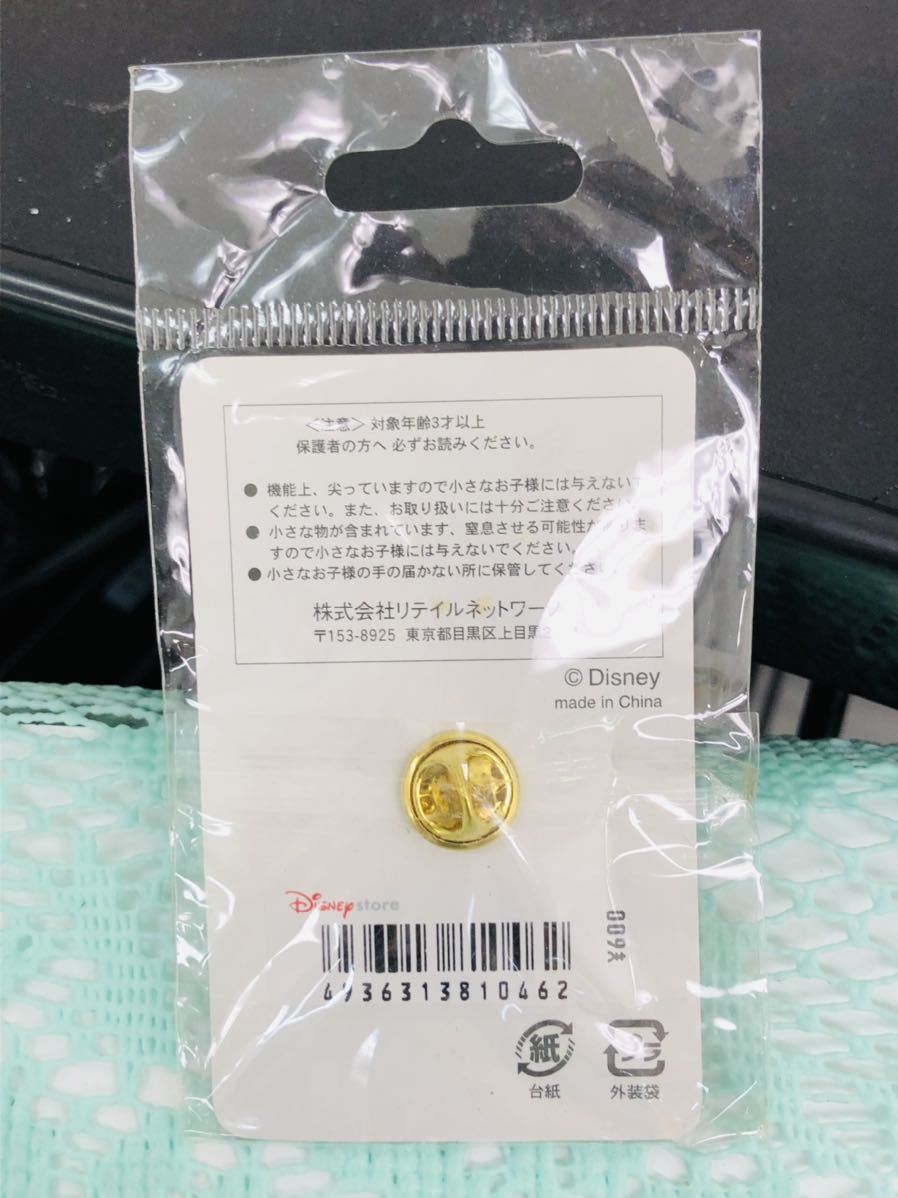 ＜注意＞対象年齢3才以上
保護者の方へ 必ずお読みください。
● 機能上、尖っていますので小さなお子様には与えないで
ください。また、お取り扱いには十分ご注意ください
● 小さな物が含まれています、窒息させる可能性がありま
すので小さなお子様には与えないでください。
● 小さなお子様の手の届かない所に保管してください。
株式会社リテイルネットワーク
〒153-8925 東京都目黒区上目黒2
© Disney
made in China
Disney store
4936313810462
紙
台紙
外装袋